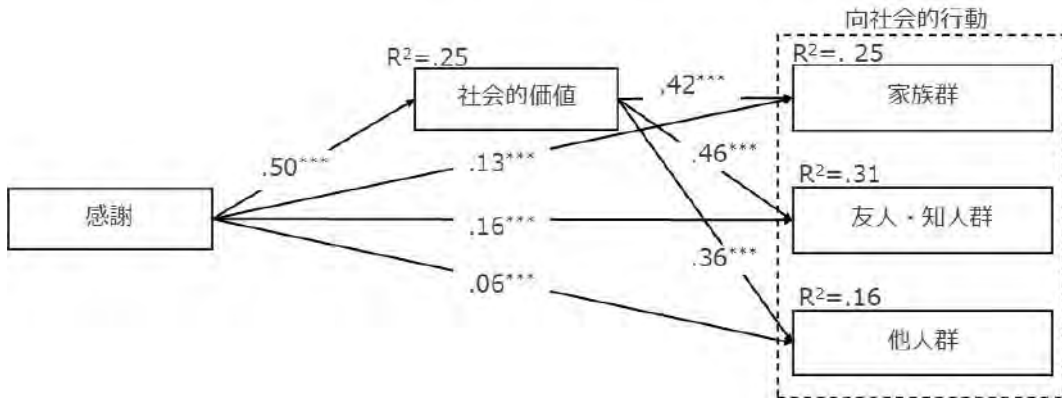 向社会的行動
R²=.25
R²=. 25
社会的価値
,42***
家族群
.50***
.13***
.46***
R²=.31
感謝
.16***
友人・知人群
.36***
.06***
R²=.16
他人群